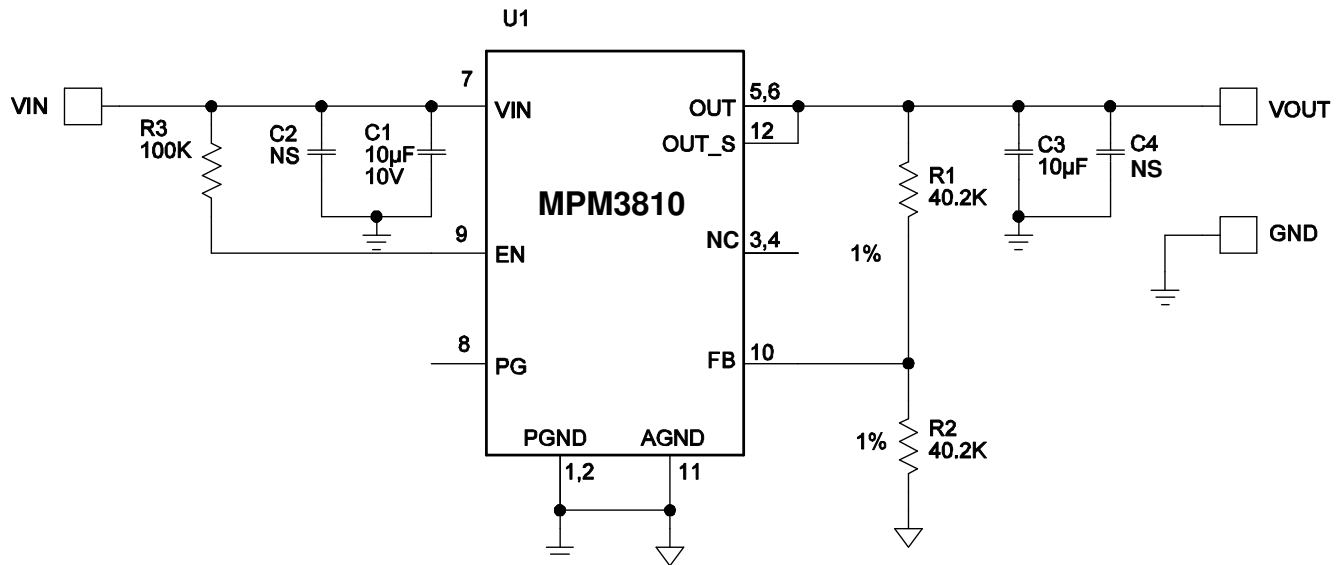 U1
7
5,6
VIN
VIN
OUT
VOUT
R3
100K
C2
NS
C1
10µF
10V
12
OUT_S
C3
10µF
C4
NS
R1
40.2K
MPM3810
9
EN
NC
3,4
1%
GND
8
PG
FB
10
PGND
AGND
1%
R2
40.2K
1,2
11